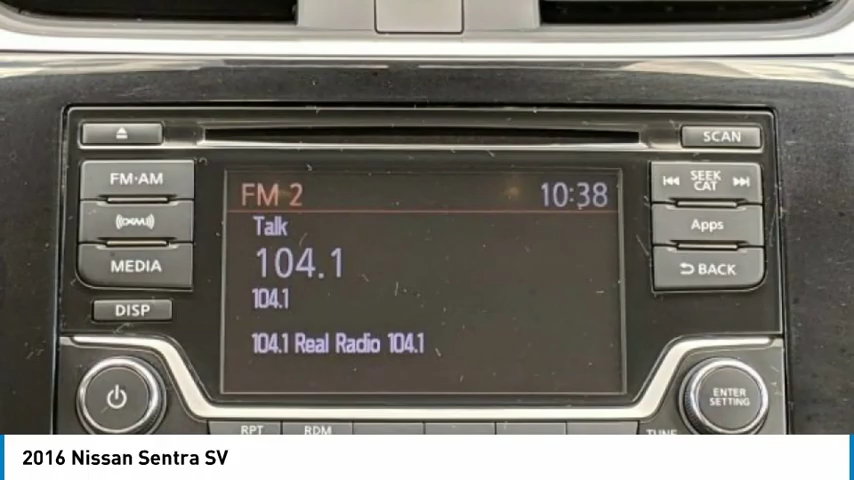 SCAN
FM·AM
SEEK
CAT
FM 2 10:38
Talk
(((XM)))
Apps
104.1
MEDIA
BACK
104.1
DISP
104.1 Real Radio 104.1
ENTER
SETTING
RPT RDM
TUNE
2016 Nissan Sentra SV